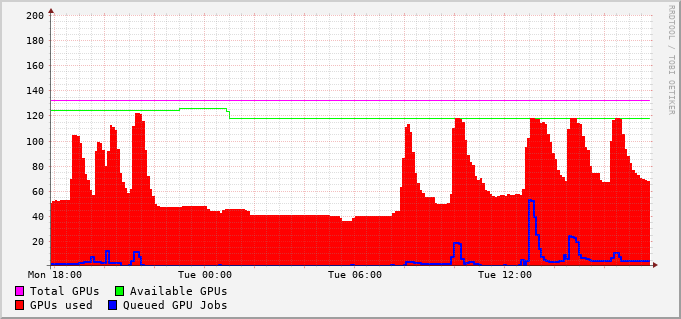 RRDTOOL / TOBI OETIKER
200
180
160
140
120
100
80
60
40
20
Mon 18:00 Tue 00:00 Tue 06:00 Tue 12:00
Total GPUs Available GPUs
GPUs used Queued GPU Jobs